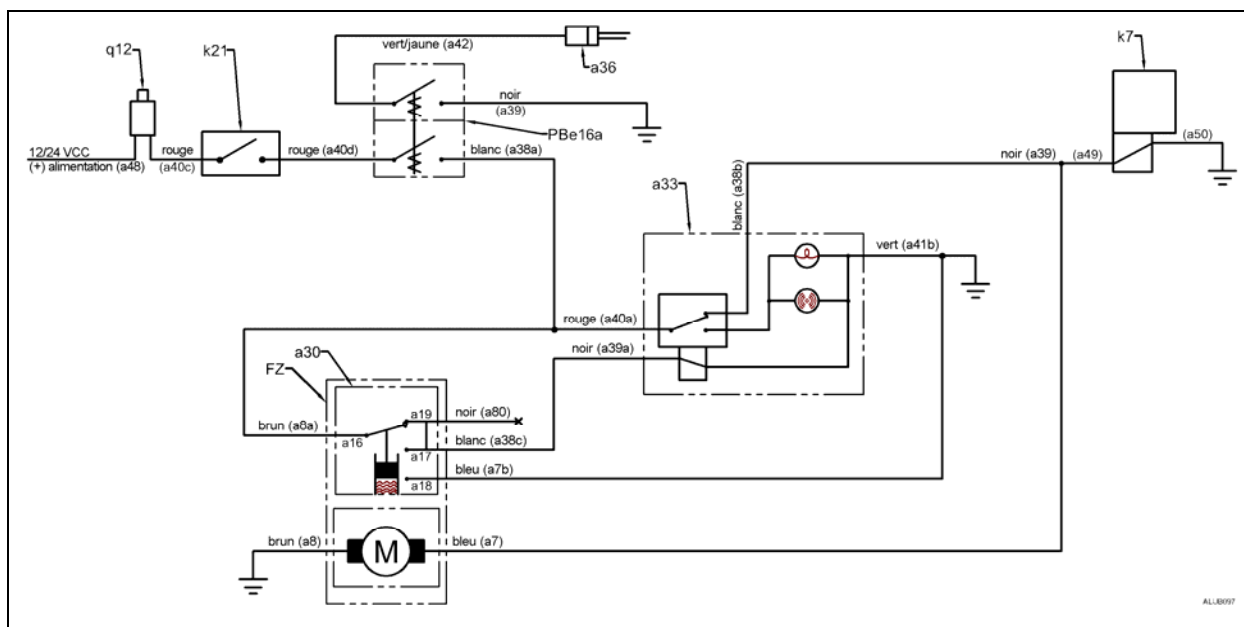 q12
k21
vert/jaune (a42)
a36
k7
noir
(a39)
PBe16a
12/24 VCC
(+) alimentation (a48)
rouge
(a40c)
rouge (a40d)
blanc (a38a)
a33
blanc (a38b)
noir (a39)
(a49)
(a50)
vert (a41b)
rouge (a40a)
noir (a39a)
a30
FZ
brun (a8a)
a16
a19
noir (a80)
a17
blanc (a38c)
a18
bleu (a7b)
brun (a8)
M
bleu (a7)
ALUB097